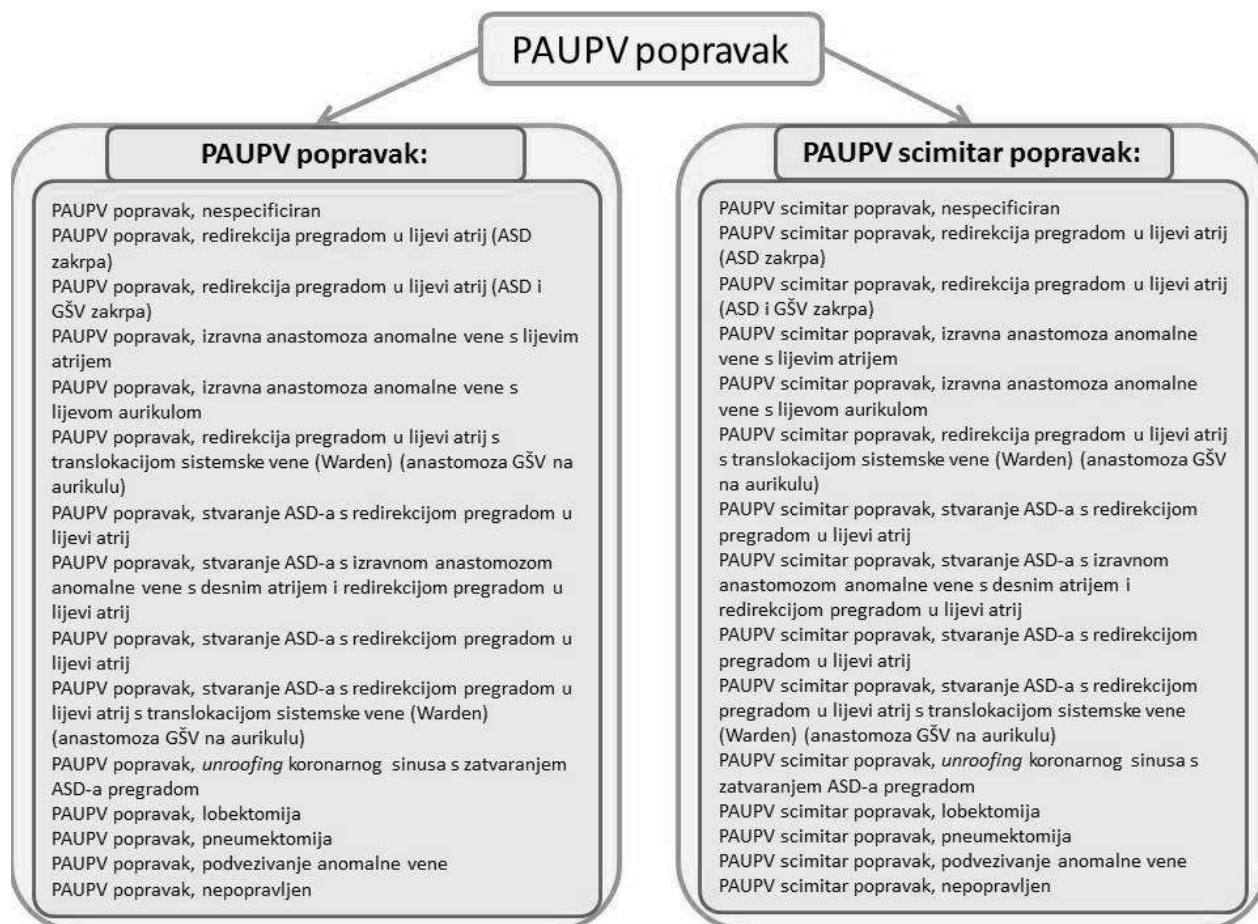 PAUPV popravak
PAUPV popravak:
PAUPV popravak, nespecificiran
PAUPV popravak, redirekcija pregradom u lijevi atrij (ASD
zakrpa)
PAUPV popravak, redirekcija pregradom u lijevi atrij (ASD i
GŠV zakrpa)
PAUPV popravak, izravna anastomoza anomalne vene s lijevim
atrijem
PAUPV popravak, izravna anastomoza anomalne vene s
lijevom aurikulom
PAUPV popravak, redirekcija pregradom u lijevi atrij s
translokacijom sistemske vene (Warden) (anastomoza GŠV na
aurikulu)
PAUPV popravak, stvaranje ASD-a s redirekcijom pregradom u
lijevi atrij
PAUPV popravak, stvaranje ASD-a s izravnom anastomozom
anomalne vene s desnim atrijem i redirekcijom pregradom u
lijevi atrij
PAUPV popravak, stvaranje ASD-a s redirekcijom pregradom u
lijevi atrij
PAUPV popravak, stvaranje ASD-a s redirekcijom pregradom u
lijevi atrij s translokacijom sistemske vene (Warden)
(anastomoza GŠV na aurikulu)
PAUPV popravak, unroofing koronarnog sinusa s zatvaranjem
ASD-a pregradom
PAUPV popravak, lobektomija
PAUPV popravak, pneumektomija
PAUPV popravak, podvezivanje anomalne vene
PAUPV popravak, nepopravljen
PAUPV scimitar popravak:
PAUPV scimitar popravak, nespecificiran
PAUPV scimitar popravak, redirekcija pregradom u lijevi atrij
(ASD zakrpa)
PAUPV scimitar popravak, redirekcija pregradom u lijevi atrij
(ASD i GŠV zakrpa)
PAUPV scimitar popravak, izravna anastomoza anomalne
vene s lijevim atrijem
PAUPV scimitar popravak, izravna anastomoza anomalne
vene s lijevom aurikulom
PAUPV scimitar popravak, redirekcija pregradom u lijevi atrij
s translokacijom sistemske vene (Warden) (anastomoza GŠV
na aurikulu)
PAUPV scimitar popravak, stvaranje ASD-a s redirekcijom
pregradom u lijevi atrij
PAUPV scimitar popravak, stvaranje ASD-a s izravnom
anastomozom anomalne vene s desnim atrijem i
redirekcijom pregradom u lijevi atrij
PAUPV scimitar popravak, stvaranje ASD-a s redirekcijom
pregradom u lijevi atrij
PAUPV scimitar popravak, stvaranje ASD-a s redirekcijom
pregradom u lijevi atrij s translokacijom sistemske vene
(Warden) (anastomoza GŠV na aurikulu)
PAUPV scimitar popravak, unroofing koronarnog sinusa s
zatvaranjem ASD-a pregradom
PAUPV scimitar popravak, lobektomija
PAUPV scimitar popravak, pneumektomija
PAUPV scimitar popravak, podvezivanje anomalne vene
PAUPV scimitar popravak, nepopravljen